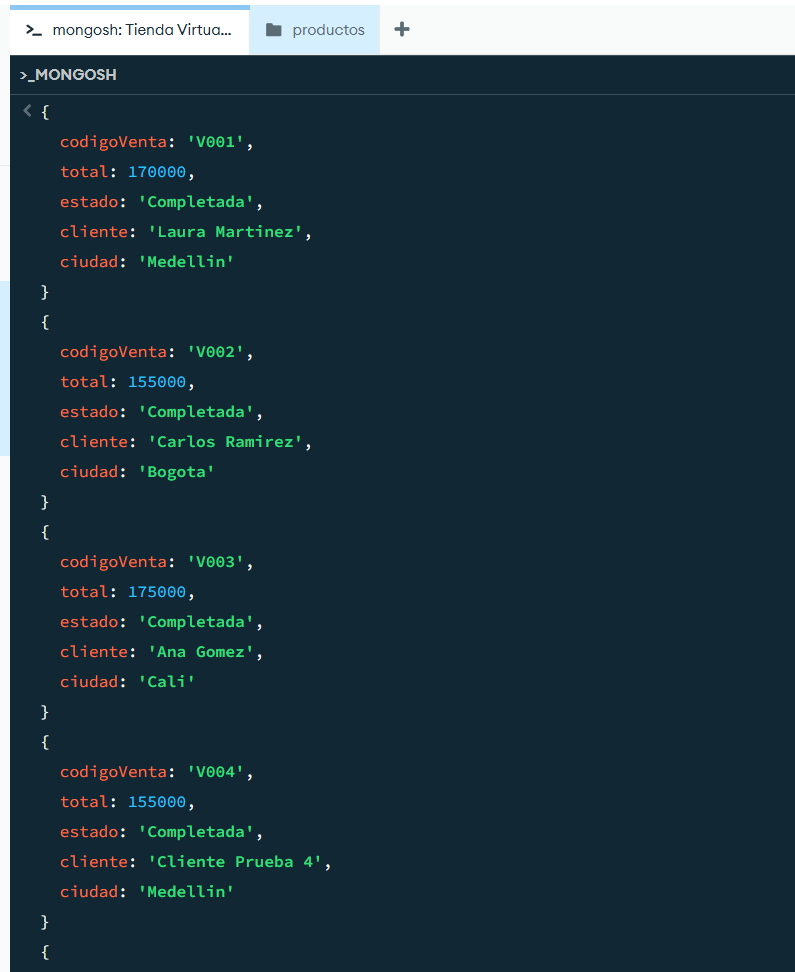 >_ mongosh: Tienda Virtua... productos +
>_MONGOSH
< {
codigoVenta: 'V001',
total: 170000,
estado: 'Completada',
cliente: 'Laura Martinez',
ciudad: 'Medellin'
}
{
codigoVenta: 'V002',
total: 155000,
estado: 'Completada',
cliente: 'Carlos Ramirez',
ciudad: 'Bogota'
}
{
codigoVenta: 'V003',
total: 175000,
estado: 'Completada',
cliente: 'Ana Gomez',
ciudad: 'Cali'
}
{
codigoVenta: 'V004',
total: 155000,
estado: 'Completada',
cliente: 'Cliente Prueba 4',
ciudad: 'Medellin'
}
{